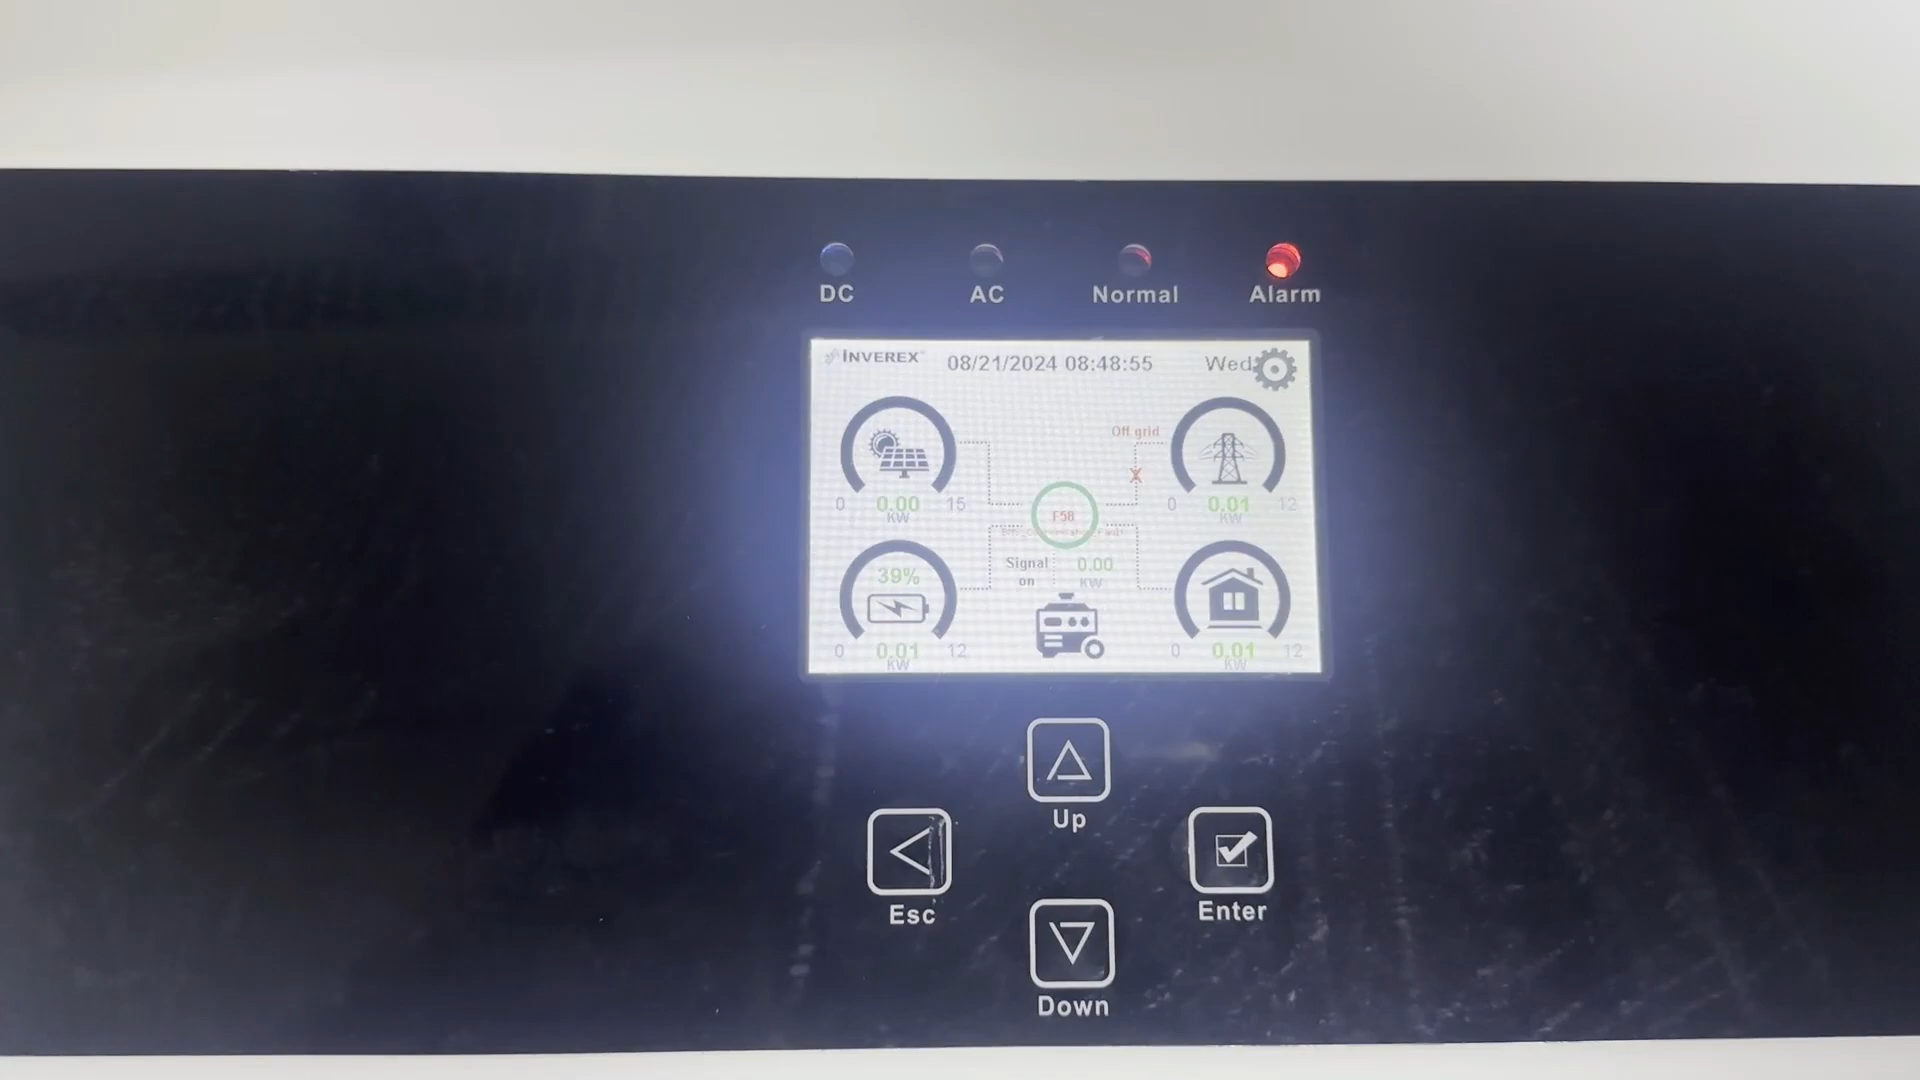 DC AC Normal Alarm
INVEREX 08/21/2024 08:48:55 Wed
Off grid
0 0.00 15
KW
0 0.01 12
KW
F58
39%
Signal on
0.00
KW
0 0.01 12
KW
0 0.01 12
KW
Up
Esc
Enter
Down